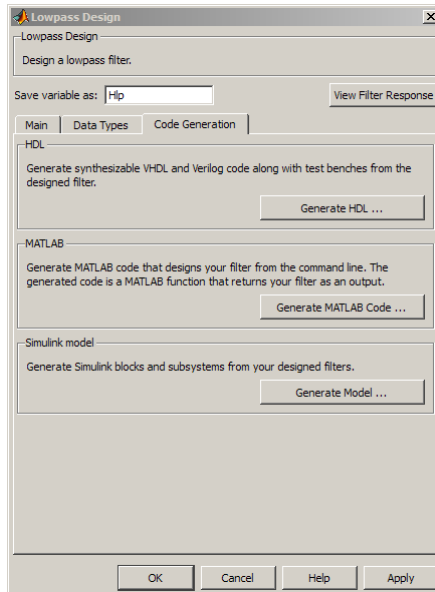 Lowpass Design
Lowpass Design
Design a lowpass filter.
Save variable as: Hlp View Filter Response
Main Data Types Code Generation
HDL
Generate synthesizable VHDL and Verilog code along with test benches from the
designed filter.
Generate HDL ...
MATLAB
Generate MATLAB code that designs your filter from the command line. The
generated code is a MATLAB function that returns your filter as an output.
Generate MATLAB Code ...
Simulink model
Generate Simulink blocks and subsystems from your designed filters.
Generate Model ...
OK Cancel Help Apply